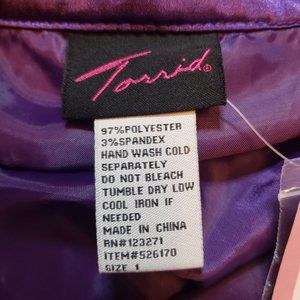 Torrid®
97%POLYESTER
3%SPANDEX
HAND WASH COLD
SEPARATELY
DO NOT BLEACH
TUMBLE DRY LOW
COOL IRON IF
NEEDED
MADE IN CHINA
RN#123271
ITEM#526170
SIZE 1